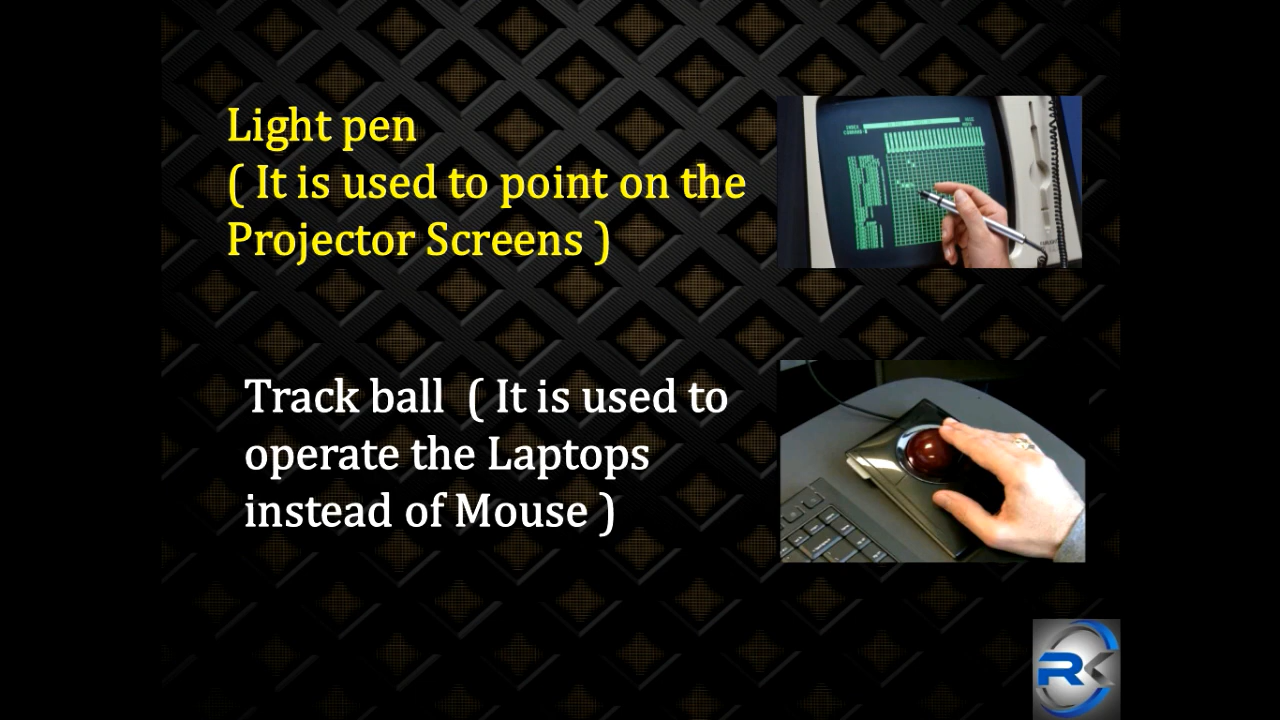 Light pen
( It is used to point on the
Projector Screens )
Track ball ( It is used to
operate the Laptops
instead of Mouse )
RK